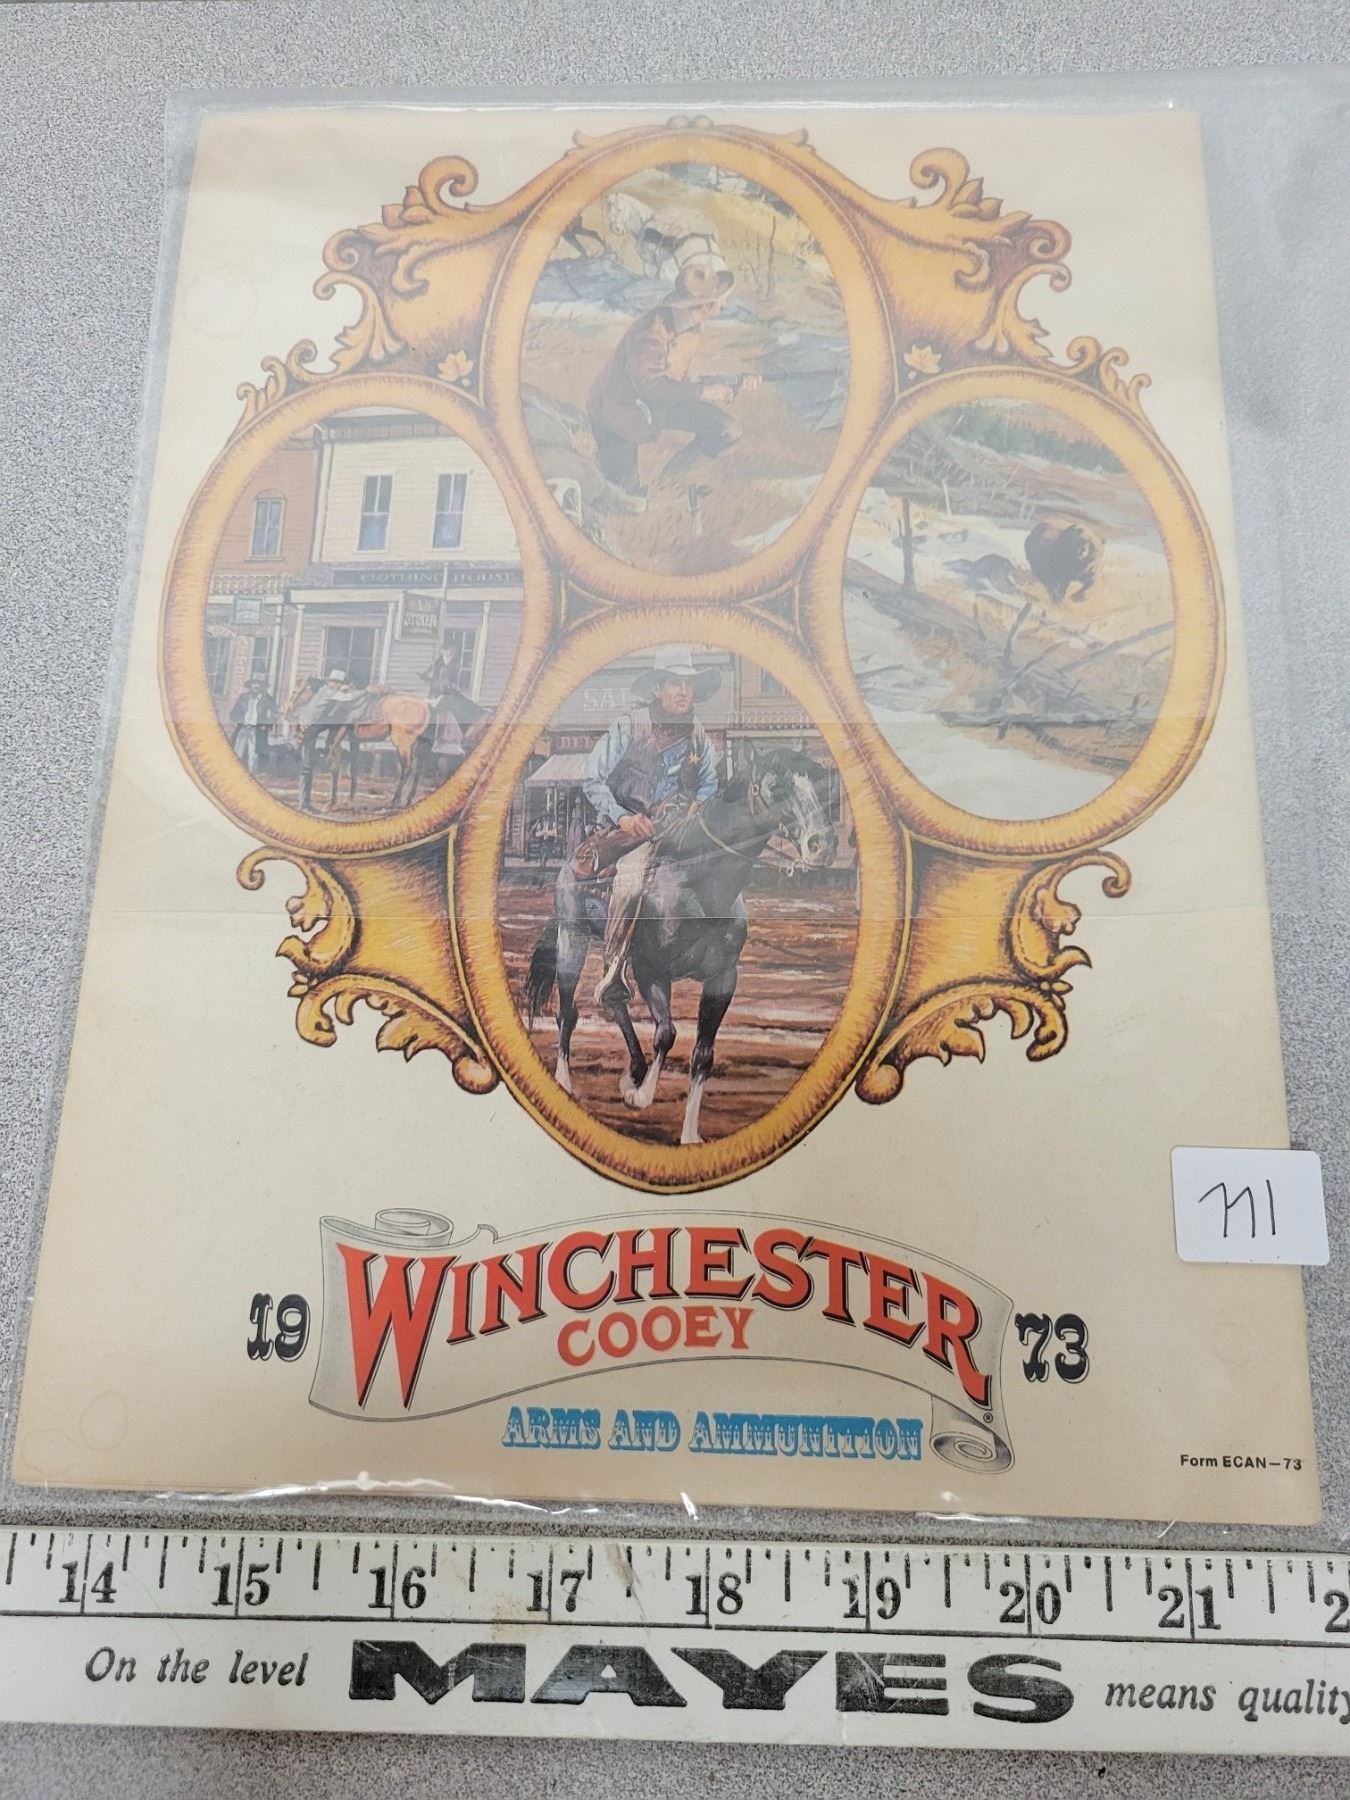 CLOTHING HOUSE
WINCHESTER
COOEY
19 73
ARMS AND AMMUNITION
®
Form ECAN-73
14 15 16 17 18 19 20 21 2
On the level MAYES means quality